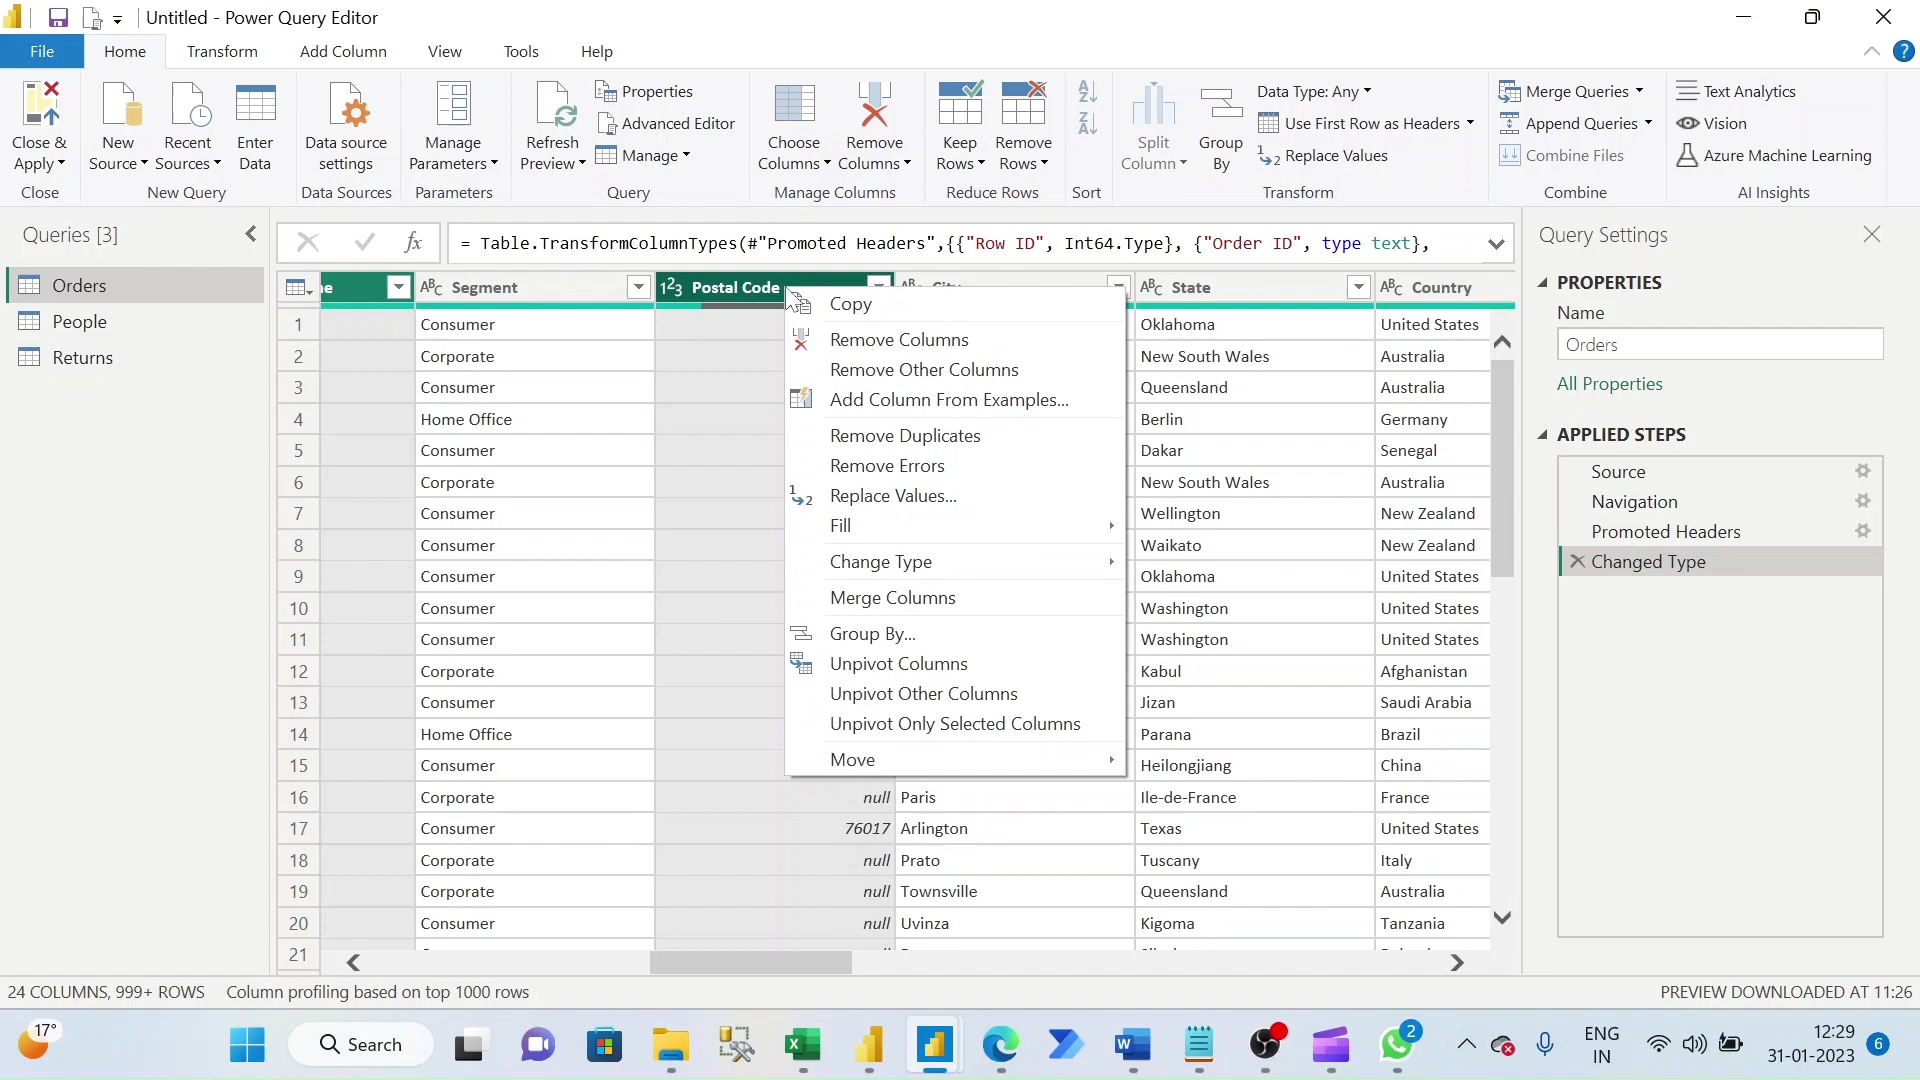 Untitled - Power Query Editor
File
Home
Transform
Add Column
View
Tools
Help
Close &
Apply
Close
New
Source
Recent
Sources
Enter
Data
New Query
Data source
settings
Data Sources
Manage
Parameters
Parameters
Refresh
Preview
Properties
Advanced Editor
Manage
Query
Choose
Columns
Remove
Columns
Manage Columns
Keep
Rows
Remove
Rows
Reduce Rows
Sort
Split
Column
Group
By
Data Type: Any
Use First Row as Headers
Replace Values
Transform
Merge Queries
Append Queries
Combine Files
Combine
Text Analytics
Vision
Azure Machine Learning
AI Insights
Queries [3]
Orders
People
Returns
fx = Table.TransformColumnTypes(#"Promoted Headers",{{"Row ID", Int64.Type}, {"Order ID", type text},
e ABC Segment 123 Postal Code ABC State ABC Country
1 Consumer Oklahoma United States
2 Corporate New South Wales Australia
3 Consumer Queensland Australia
4 Home Office Berlin Germany
5 Consumer Dakar Senegal
6 Corporate New South Wales Australia
7 Consumer Wellington New Zealand
8 Consumer Waikato New Zealand
9 Consumer Oklahoma United States
10 Consumer Washington United States
11 Consumer Washington United States
12 Corporate Kabul Afghanistan
13 Consumer Jizan Saudi Arabia
14 Home Office Parana Brazil
15 Consumer Heilongjiang China
16 Corporate null Paris Ile-de-France France
17 Consumer 76017 Arlington Texas United States
18 Corporate null Prato Tuscany Italy
19 Corporate null Townsville Queensland Australia
20 Consumer null Uvinza Kigoma Tanzania
21
Copy
Remove Columns
Remove Other Columns
Add Column From Examples...
Remove Duplicates
Remove Errors
Replace Values...
Fill
Change Type
Merge Columns
Group By...
Unpivot Columns
Unpivot Other Columns
Unpivot Only Selected Columns
Move
Query Settings
PROPERTIES
Name
Orders
All Properties
APPLIED STEPS
Source
Navigation
Promoted Headers
Changed Type
24 COLUMNS, 999+ ROWS Column profiling based on top 1000 rows PREVIEW DOWNLOADED AT 11:26
17°
Search
2
ENG
IN
12:29
31-01-2023
6